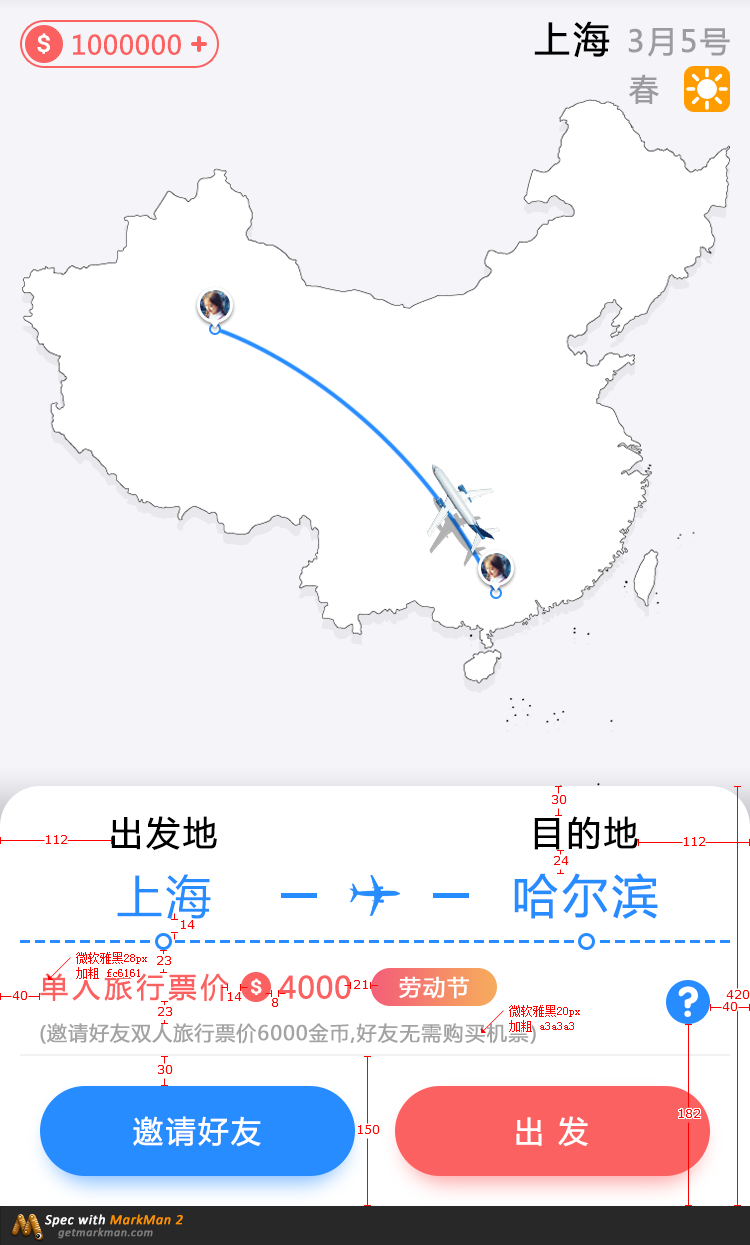 $ 1000000 +
上海 3月5号
春
30
出发地 目的地
112 112
24
上海 哈尔滨
14
23
微软雅黑28px
加粗 fc6161
40 单人旅行票价 14 $ 8 4000 21 劳动节 ?
420
40
23
微软雅黑20px
加粗 a3a3a3
(邀请好友双人旅行票价6000金币,好友无需购买机票)
30
邀请好友 150 出 发 182
Spec with MarkMan 2
getmarkman.com